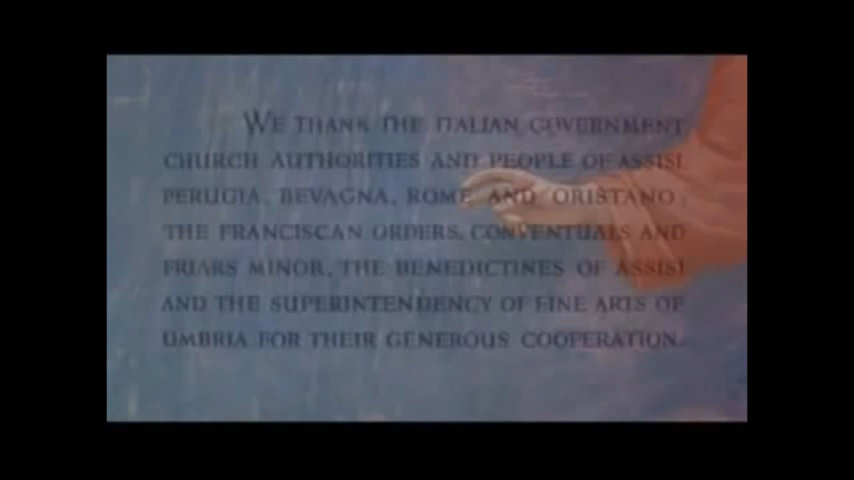 WE THANK THE ITALIAN GOVERNMENT,
CHURCH AUTHORITIES AND PEOPLE OF ASSISI,
PERUGIA, BEVAGNA, ROME AND ORISTANO;
THE FRANCISCAN ORDERS, CONVENTUALS AND
FRIARS MINOR, THE BENEDICTINES OF ASSISI
AND THE SUPERINTENDENCY OF FINE ARTS OF
UMBRIA FOR THEIR GENEROUS COOPERATION.